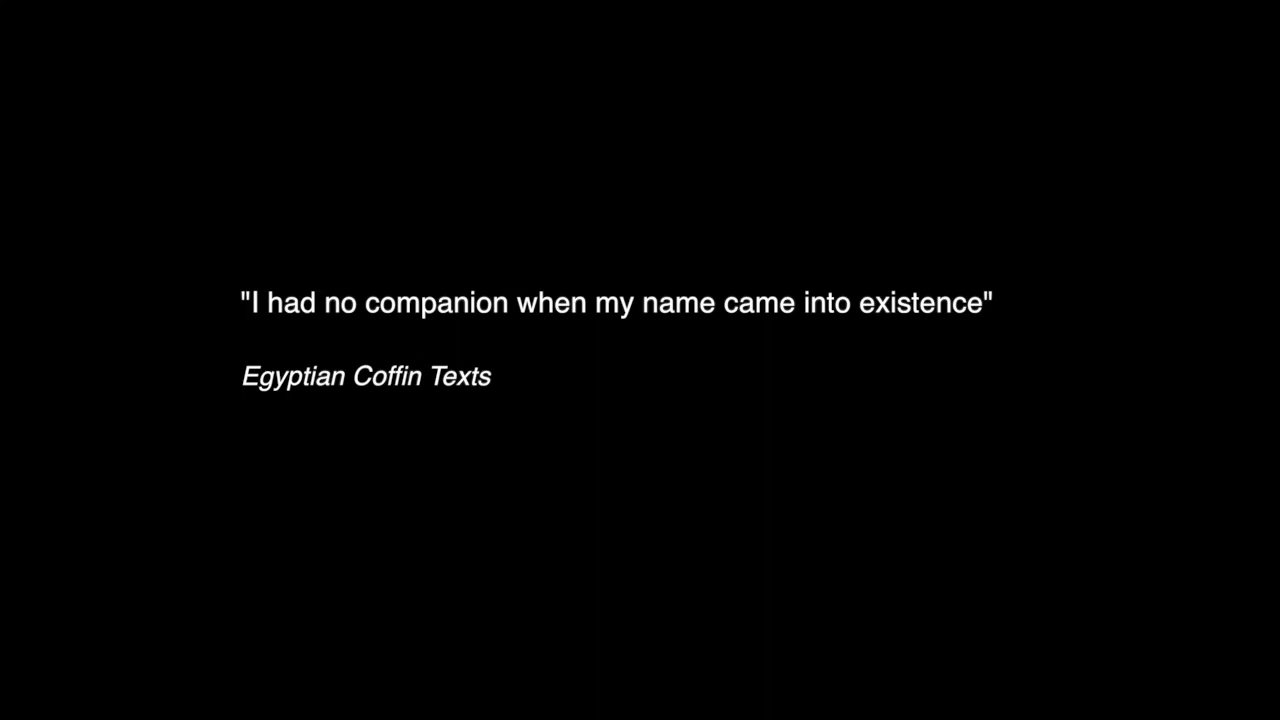 "I had no companion when my name came into existence"
Egyptian Coffin Texts